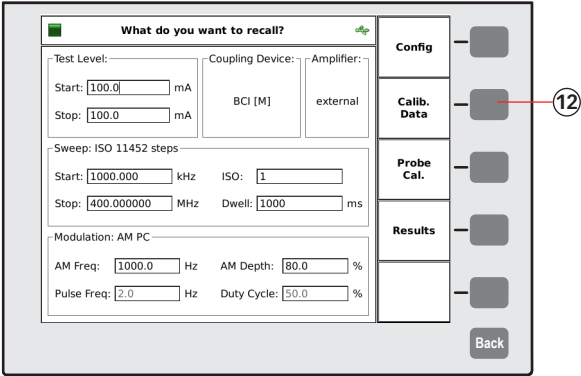 What do you want to recall?
Test Level:
Start: 100.0 mA
Stop: 100.0 mA
Coupling Device:
BCI [M]
Amplifier:
external
Sweep: ISO 11452 steps
Start: 1000.000 kHz ISO: 1
Stop: 400.000000 MHz Dwell: 1000 ms
Modulation: AM PC
AM Freq: 1000.0 Hz AM Depth: 80.0 %
Pulse Freq: 2.0 Hz Duty Cycle: 50.0 %
Config
Calib.
Data
Probe
Cal.
Results
Back
12